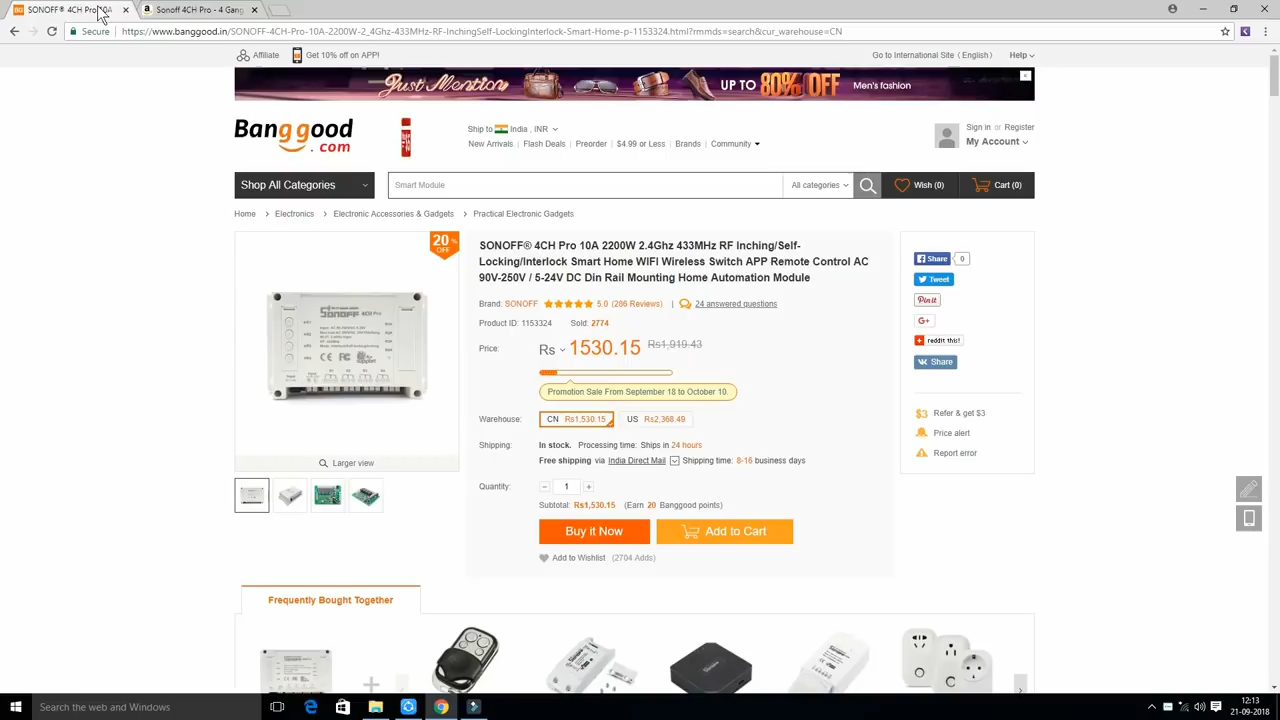 SONOFF® 4CH Pro 10A
Sonoff 4CH Pro - 4 Gang
Secure
https://www.banggood.in/SONOFF-4CH-Pro-10A-2200W-2_4Ghz-433MHz-RF-InchingSelf-LockingInterlock-Smart-Home-p-1153324.html?rmmds=search&cur_warehouse=CN
Affiliate
Get 10% off on APP!
Go to International Site ( English )
Help
Just Mention
UP TO 80% OFF
Men's fashion
Banggood
.com
Ship to India , INR
New Arrivals | Flash Deals | Preorder | $4.99 or Less | Brands | Community
Sign in or Register
My Account
Shop All Categories
Smart Module
All categories
Wish (0)
Cart (0)
Home > Electronics > Electronic Accessories & Gadgets > Practical Electronic Gadgets
20%
OFF
SONOFF® 4CH Pro 10A 2200W 2.4Ghz 433MHz RF Inching/Self-
Locking/Interlock Smart Home WIFI Wireless Switch APP Remote Control AC
90V-250V / 5-24V DC Din Rail Mounting Home Automation Module
Brand: SONOFF 5.0 (286 Reviews) | 24 answered questions
Product ID: 1153324 Sold: 2774
Price: Rs 1530.15 Rs1,919.43
Promotion Sale From September 18 to October 10.
Warehouse: CN Rs1,530.15 US Rs2,368.49
Shipping: In stock. Processing time: Ships in 24 hours
Free shipping via India Direct Mail Shipping time: 8-16 business days
Quantity: − 1 +
Subtotal: Rs1,530.15 (Earn 20 Banggood points)
Buy it Now
Add to Cart
Add to Wishlist (2704 Adds)
Sonoff 4CH Pro
Larger view
Share 0
Tweet
Pinit
G+
reddit this!
Share
Refer & get $3
Price alert
Report error
Frequently Bought Together
Search the web and Windows
12:13
21-09-2018